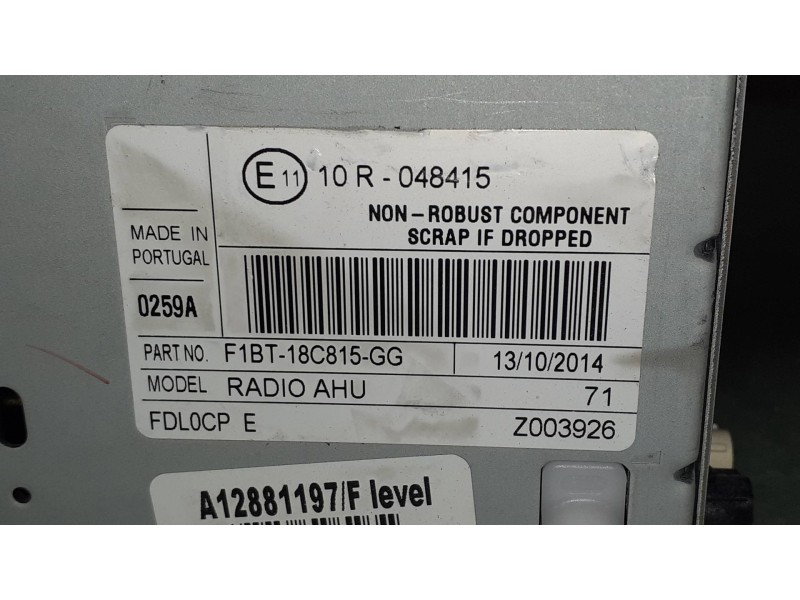 E 11 10 R - 048415
NON - ROBUST COMPONENT
SCRAP IF DROPPED
MADE IN
PORTUGAL
0259A
PART NO. F1BT-18C815-GG 13/10/2014
MODEL RADIO AHU 71
FDL0CP E Z003926
A12881197/F level